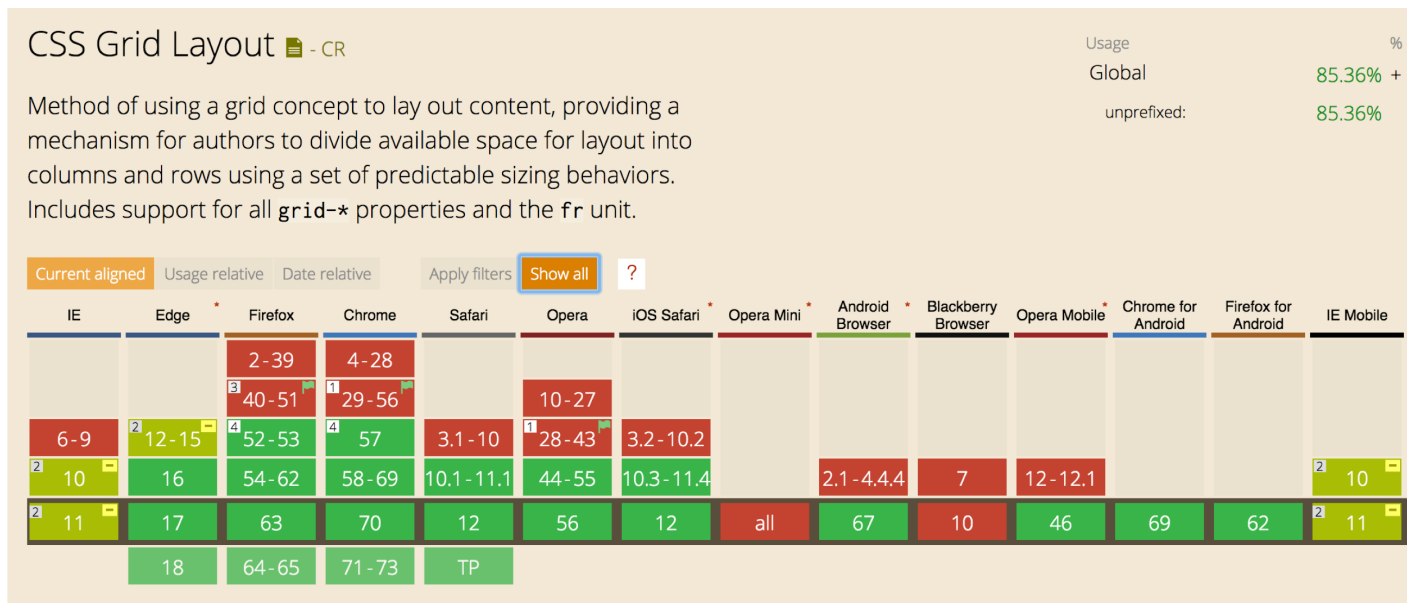 CSS Grid Layout - CR
Usage %
Global 85.36% +
unprefixed: 85.36%
Method of using a grid concept to lay out content, providing a
mechanism for authors to divide available space for layout into
columns and rows using a set of predictable sizing behaviors.
Includes support for all grid-* properties and the fr unit.
Current aligned Usage relative Date relative Apply filters Show all ?
IE Edge * Firefox Chrome Safari Opera iOS Safari * Opera Mini * Android Browser * Blackberry Browser Opera Mobile * Chrome for Android Firefox for Android IE Mobile
2-39 4-28
3 40-51 1 29-56 10-27
6-9 2 12-15 4 52-53 4 57 3.1-10 1 28-43 3.2-10.2
2 10 16 54-62 58-69 10.1-11.1 44-55 10.3-11.4 2.1-4.4.4 7 12-12.1 2 10
2 11 17 63 70 12 56 12 all 67 10 46 69 62 2 11
18 64-65 71-73 TP